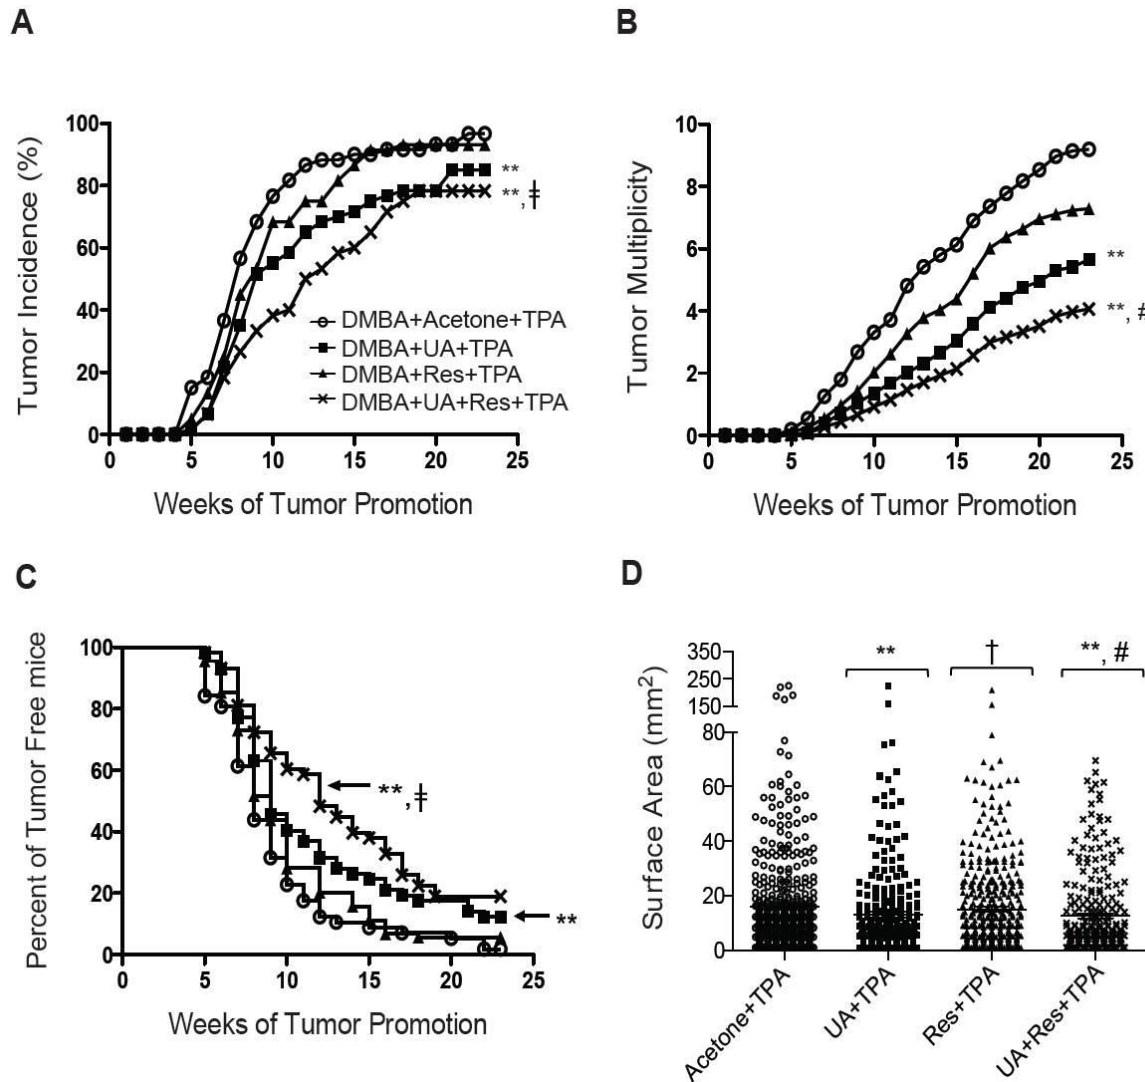 A
Tumor Incidence (%)
100
80
60
40
20
0
**
**, ‡
DMBA+Acetone+TPA
DMBA+UA+TPA
DMBA+Res+TPA
DMBA+UA+Res+TPA
0 5 10 15 20 25
Weeks of Tumor Promotion
B
Tumor Multiplicity
10
8
6
4
2
0
**
**, #
0 5 10 15 20 25
Weeks of Tumor Promotion
C
Percent of Tumor Free mice
100
80
60
40
20
0
**, ‡
**
0 5 10 15 20 25
Weeks of Tumor Promotion
D
Surface Area (mm²)
350
250
150
80
60
40
20
0
**
†
**, #
Acetone+TPA
UA+TPA
Res+TPA
UA+Res+TPA